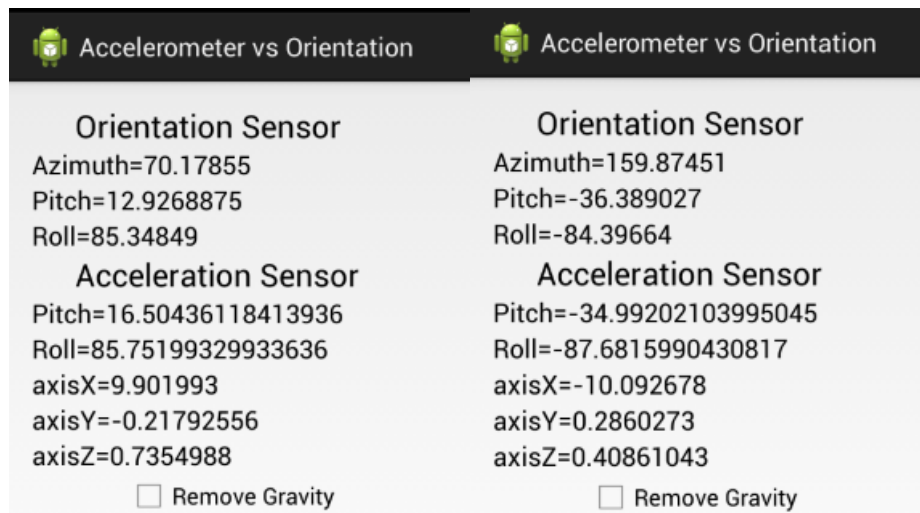 Accelerometer vs Orientation
Orientation Sensor
Azimuth=70.17855
Pitch=12.9268875
Roll=85.34849
Acceleration Sensor
Pitch=16.50436118413936
Roll=85.75199329933636
axisX=9.901993
axisY=-0.21792556
axisZ=0.7354988
Remove Gravity
Accelerometer vs Orientation
Orientation Sensor
Azimuth=159.87451
Pitch=-36.389027
Roll=-84.39664
Acceleration Sensor
Pitch=-34.99202103995045
Roll=-87.6815990430817
axisX=-10.092678
axisY=0.2860273
axisZ=0.40861043
Remove Gravity